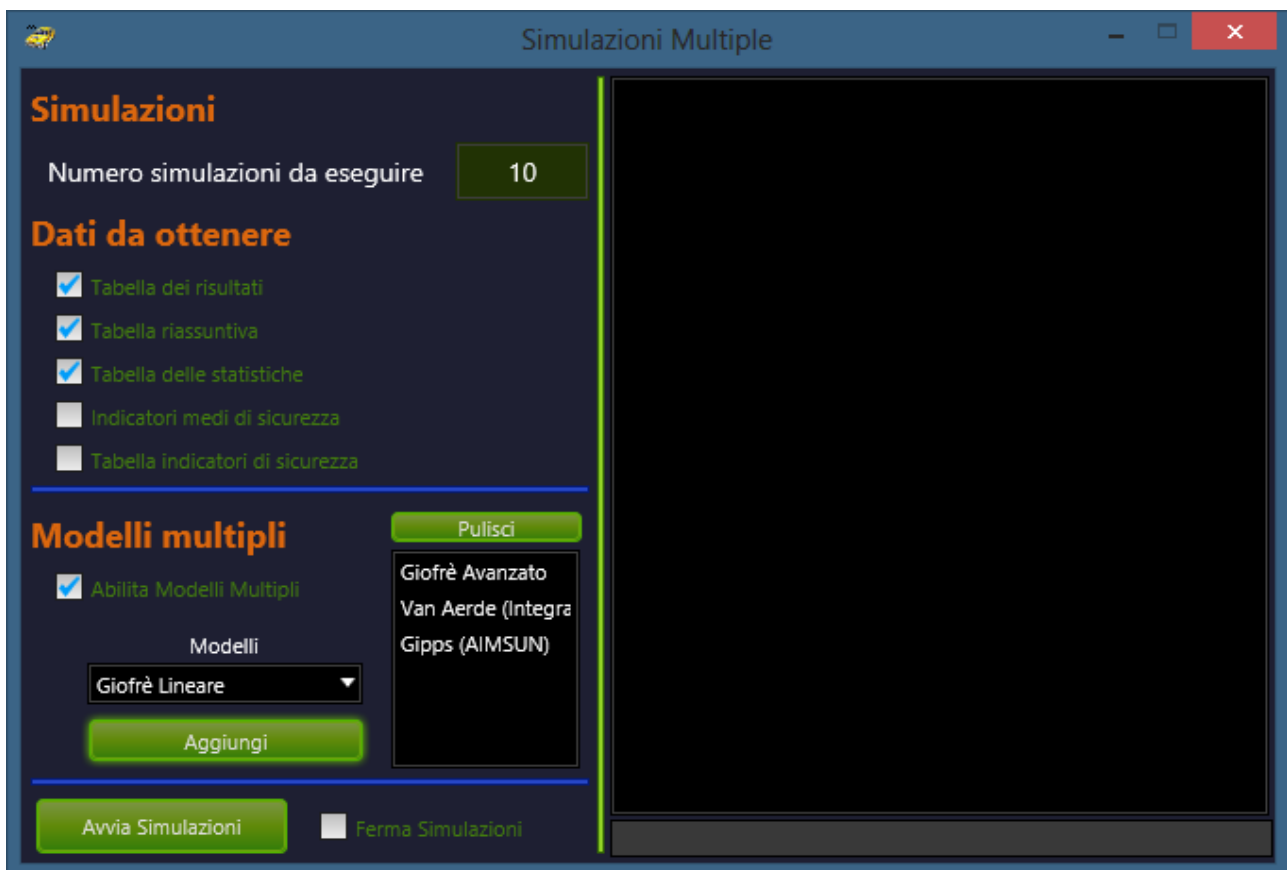 Simulazioni Multiple
Simulazioni
Numero simulazioni da eseguire 10
Dati da ottenere
Tabella dei risultati
Tabella riassuntiva
Tabella delle statistiche
Indicatori medi di sicurezza
Tabella indicatori di sicurezza
Modelli multipli
Pulisci
Abilita Modelli Multipli
Giofrè Avanzato
Van Aerde (Integra
Gipps (AIMSUN)
Modelli
Giofrè Lineare
Aggiungi
Avvia Simulazioni
Ferma Simulazioni